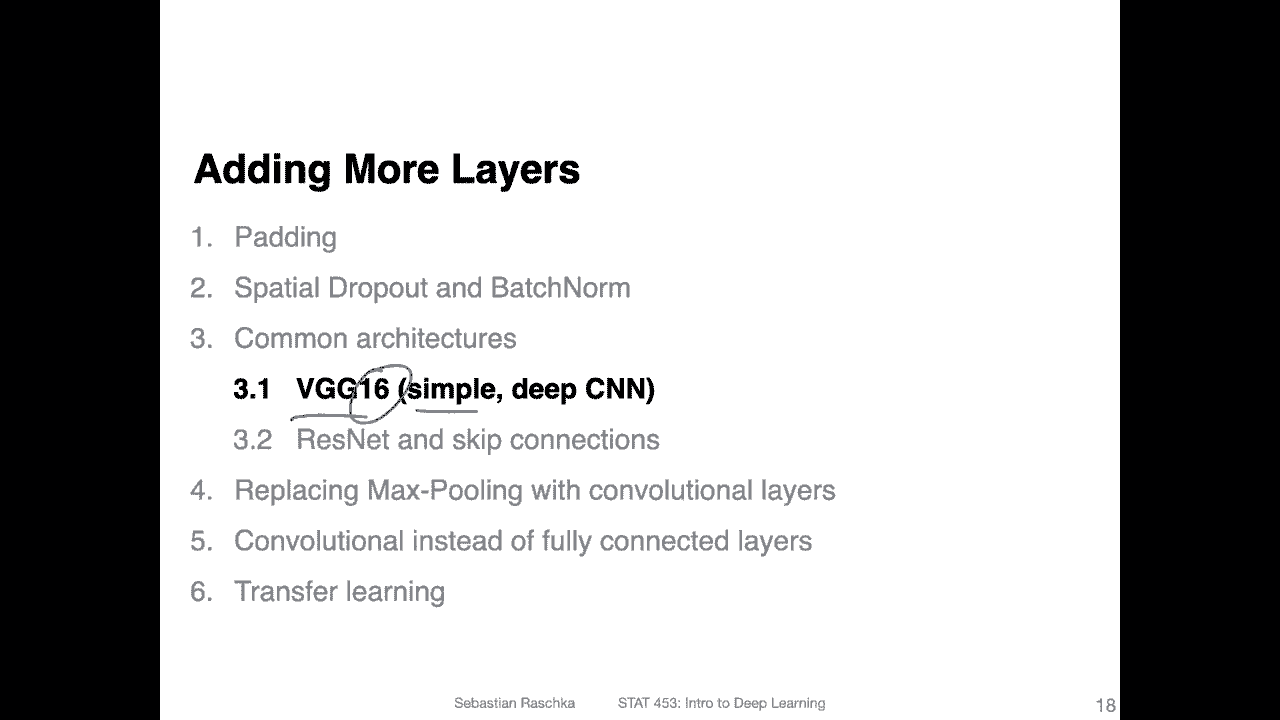 Adding More Layers
1. Padding
2. Spatial Dropout and BatchNorm
3. Common architectures
3.1 VGG16 (simple, deep CNN)
3.2 ResNet and skip connections
4. Replacing Max-Pooling with convolutional layers
5. Convolutional instead of fully connected layers
6. Transfer learning
Sebastian Raschka STAT 453: Intro to Deep Learning 18